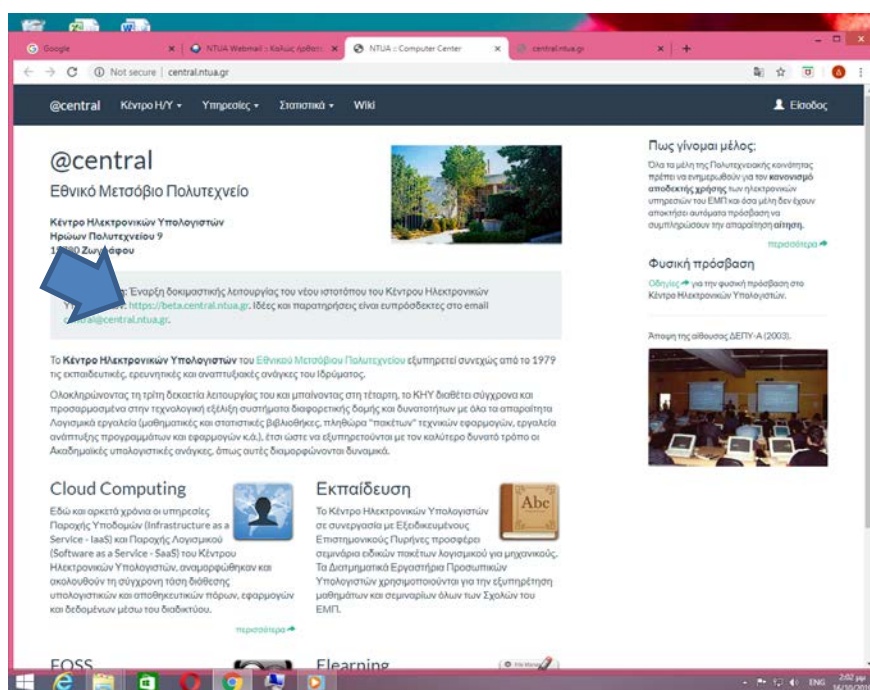 Google
NTUA Webmail :: Καλώς ήρθατε
NTUA :: Computer Center
central.ntua.gr
Not secure | central.ntua.gr
@central Κέντρο Η/Υ Υπηρεσίες Στατιστικά Wiki Είσοδος
@central
Εθνικό Μετσόβιο Πολυτεχνείο
Κέντρο Ηλεκτρονικών Υπολογιστών
Ηρώων Πολυτεχνείου 9
Ζωγράφου
Έναρξη δοκιμαστικής λειτουργίας του νέου ιστοτόπου του Κέντρου Ηλεκτρονικών
https://beta.central.ntua.gr. Ιδέες και παρατηρήσεις είναι ευπρόσδεκτες στο email
central@central.ntua.gr.
Το Κέντρο Ηλεκτρονικών Υπολογιστών του Εθνικού Μετσόβιου Πολυτεχνείου εξυπηρετεί συνεχώς από το 1979
τις εκπαιδευτικές, ερευνητικές και αναπτυξιακές ανάγκες του Ιδρύματος.
Ολοκληρώνοντας τη τρίτη δεκαετία λειτουργίας του και μπαίνοντας στη τέταρτη, το ΚΗΥ διαθέτει σύγχρονα και
προσαρμοσμένα στην τεχνολογική εξέλιξη συστήματα διαφορετικής δομής και δυνατοτήτων με όλα τα απαραίτητα
Λογισμικά εργαλεία (μαθηματικές και στατιστικές βιβλιοθήκες, πληθώρα "πακέτων" τεχνικών εφαρμογών, εργαλεία
ανάπτυξης προγραμμάτων και εφαρμογών κ.ά.), έτσι ώστε να εξυπηρετούνται με τον καλύτερο δυνατό τρόπο οι
Ακαδημαϊκές υπολογιστικές ανάγκες, όπως αυτές διαμορφώνονται δυναμικά.
Cloud Computing
Εδώ και αρκετά χρόνια οι υπηρεσίες
Παροχής Υποδομών (Infrastructure as a
Service - IaaS) και Παροχής Λογισμικού
(Software as a Service - SaaS) του Κέντρου
Ηλεκτρονικών Υπολογιστών, αναμορφώθηκαν και
ακολουθούν τη σύγχρονη τάση διάθεσης
υπολογιστικών και αποθηκευτικών πόρων, εφαρμογών
και δεδομένων μέσω του διαδικτύου.
περισσότερα
Εκπαίδευση
Abc
Το Κέντρο Ηλεκτρονικών Υπολογιστών
σε συνεργασία με Εξειδικευμένους
Επιστημονικούς Πυρήνες προσφέρει
σεμινάρια ειδικών πακέτων λογισμικού για μηχανικούς.
Τα Διατμηματικά Εργαστήρια Προσωπικών
Υπολογιστών χρησιμοποιούνται για την εξυπηρέτηση
μαθημάτων και σεμιναρίων όλων των Σχολών του
ΕΜΠ.
FOSS
Elearning
Πως γίνομαι μέλος;
Όλα τα μέλη της Πολυτεχνειακής κοινότητας
πρέπει να ενημερωθούν για τον κανονισμό
αποδεκτής χρήσης των ηλεκτρονικών
υπηρεσιών του ΕΜΠ και όσα μέλη δεν έχουν
αποκτήσει αυτόματα πρόσβαση να
συμπληρώσουν την απαραίτητη αίτηση.
περισσότερα
Φυσική πρόσβαση
Οδηγίες για την φυσική πρόσβαση στο
Κέντρο Ηλεκτρονικών Υπολογιστών.
Άποψη της αίθουσας ΔΕΠΥ-Α (2003).
ENG
2:02 μμ